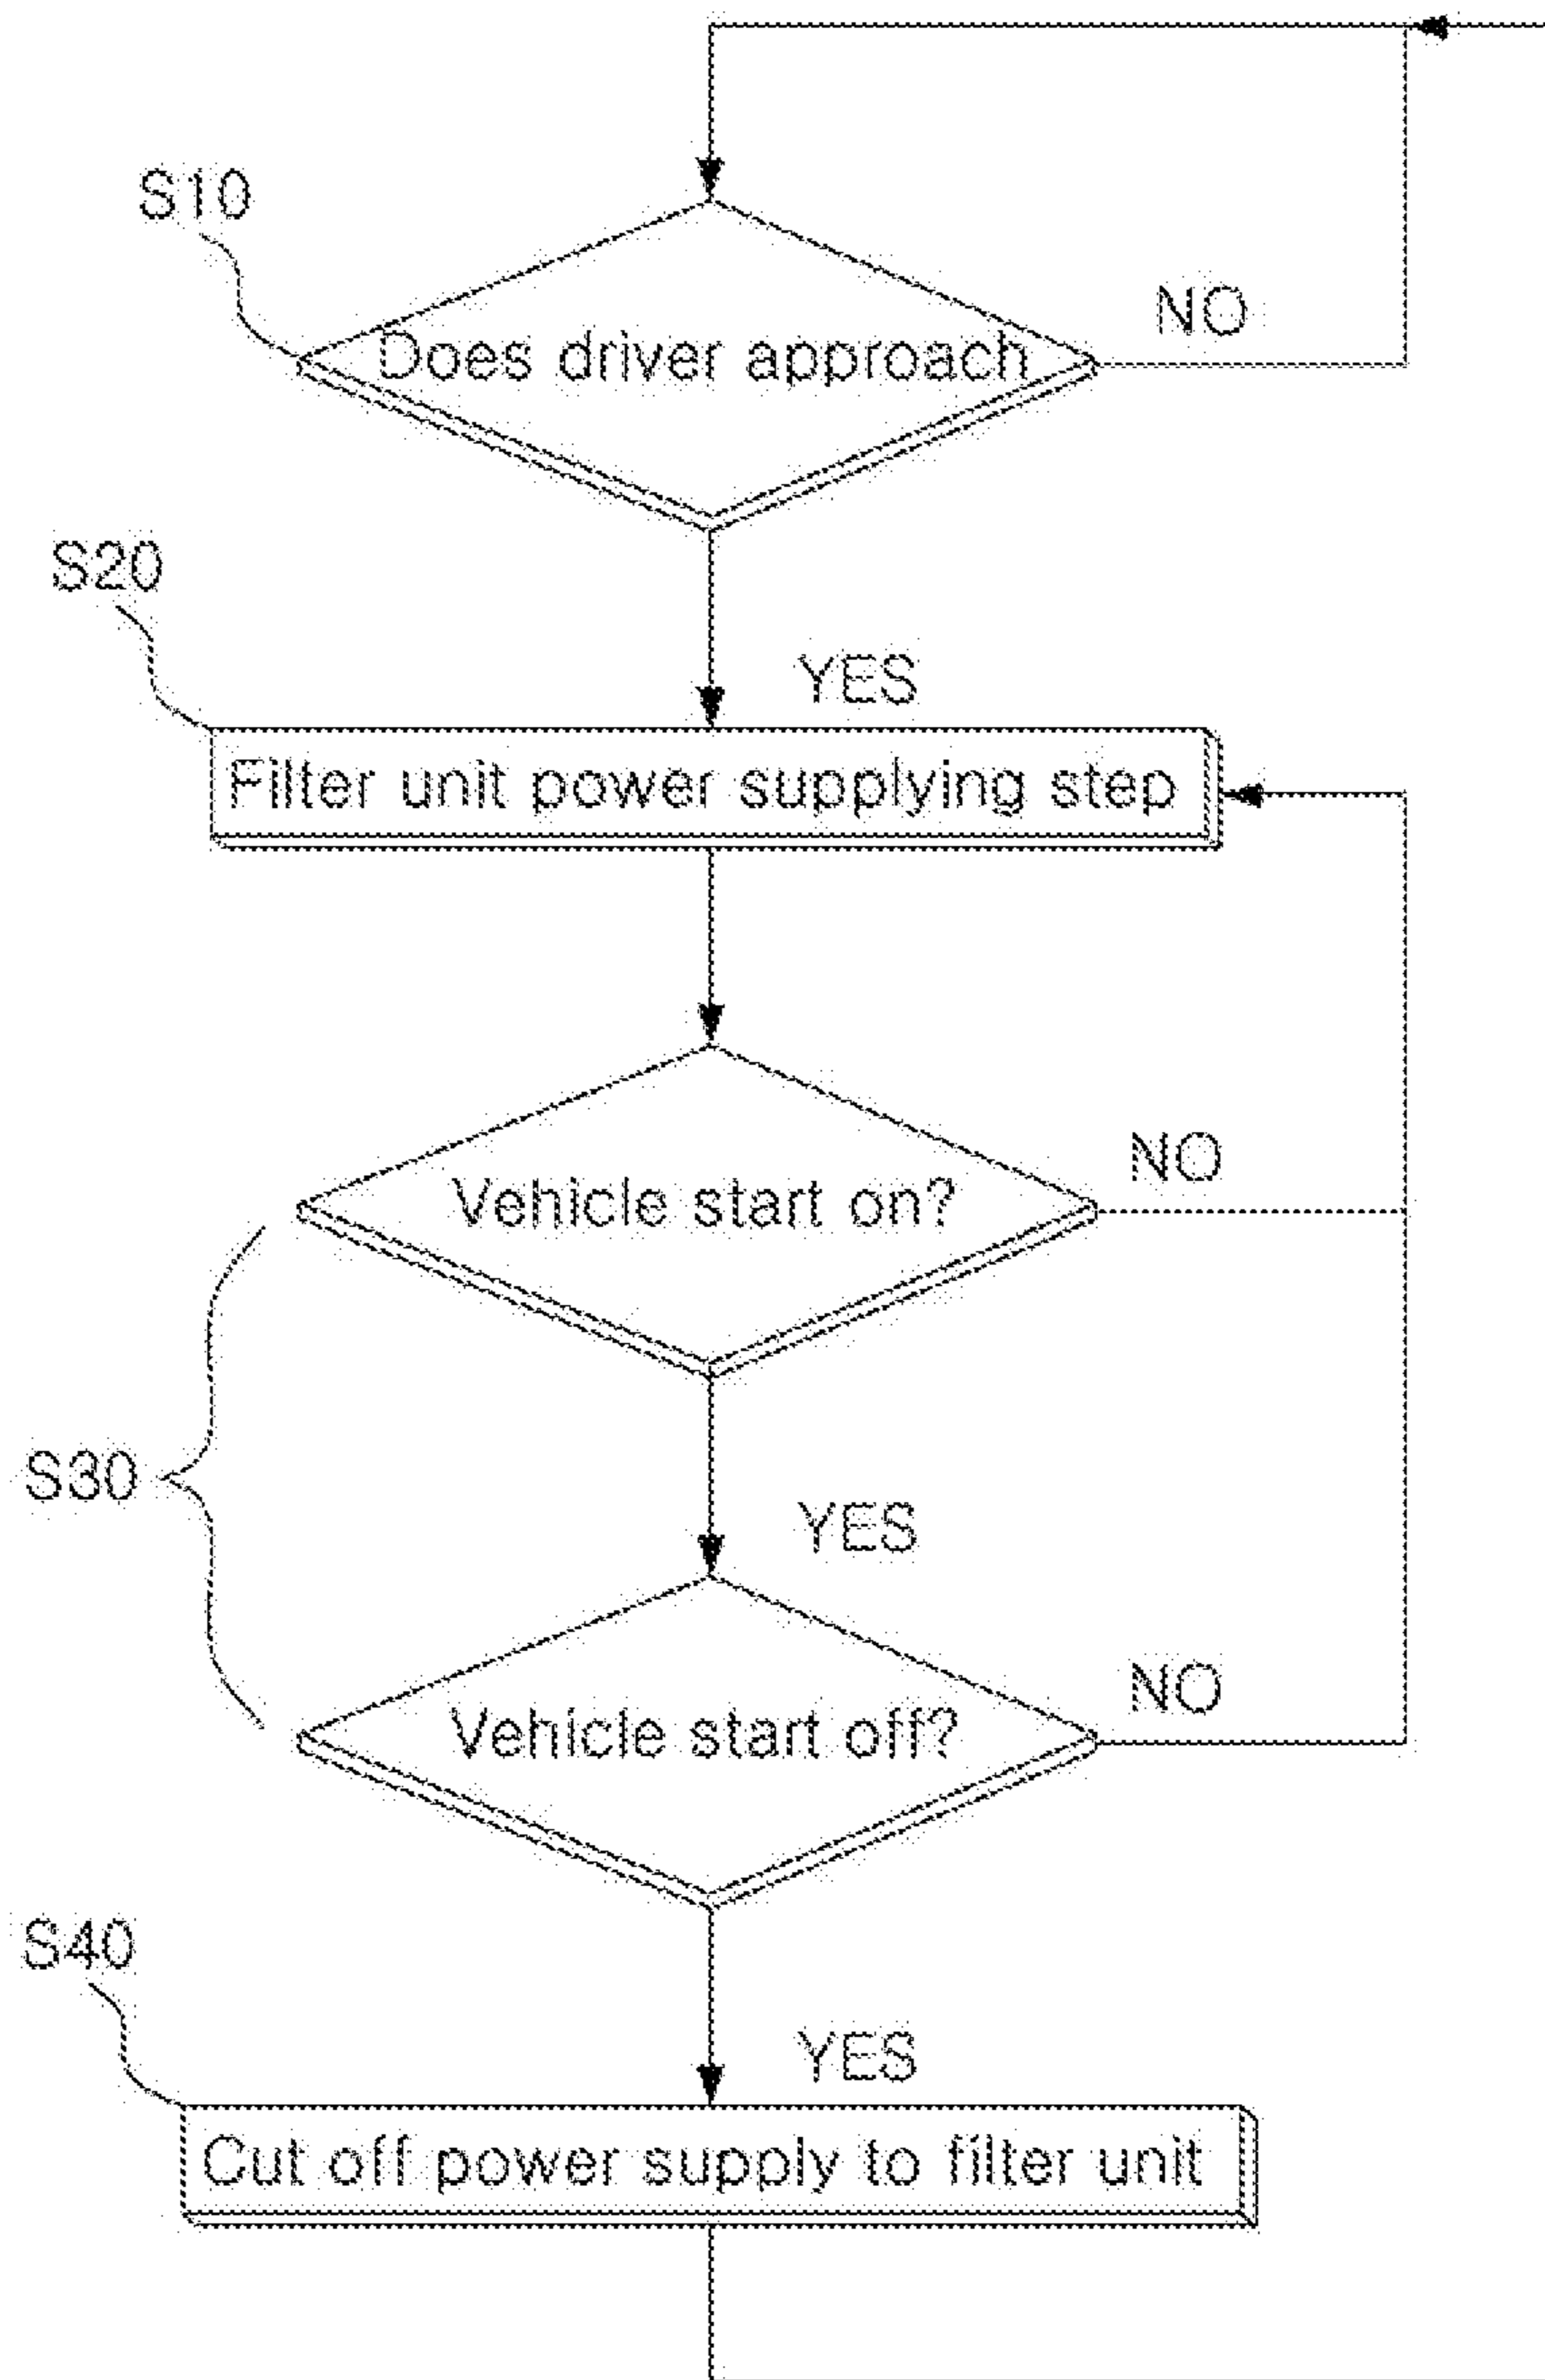 S10
Does driver approach
NO
S20
YES
Filter unit power supplying step
Vehicle start on?
NO
S30
YES
Vehicle start off?
NO
S40
YES
Cut off power supply to filter unit